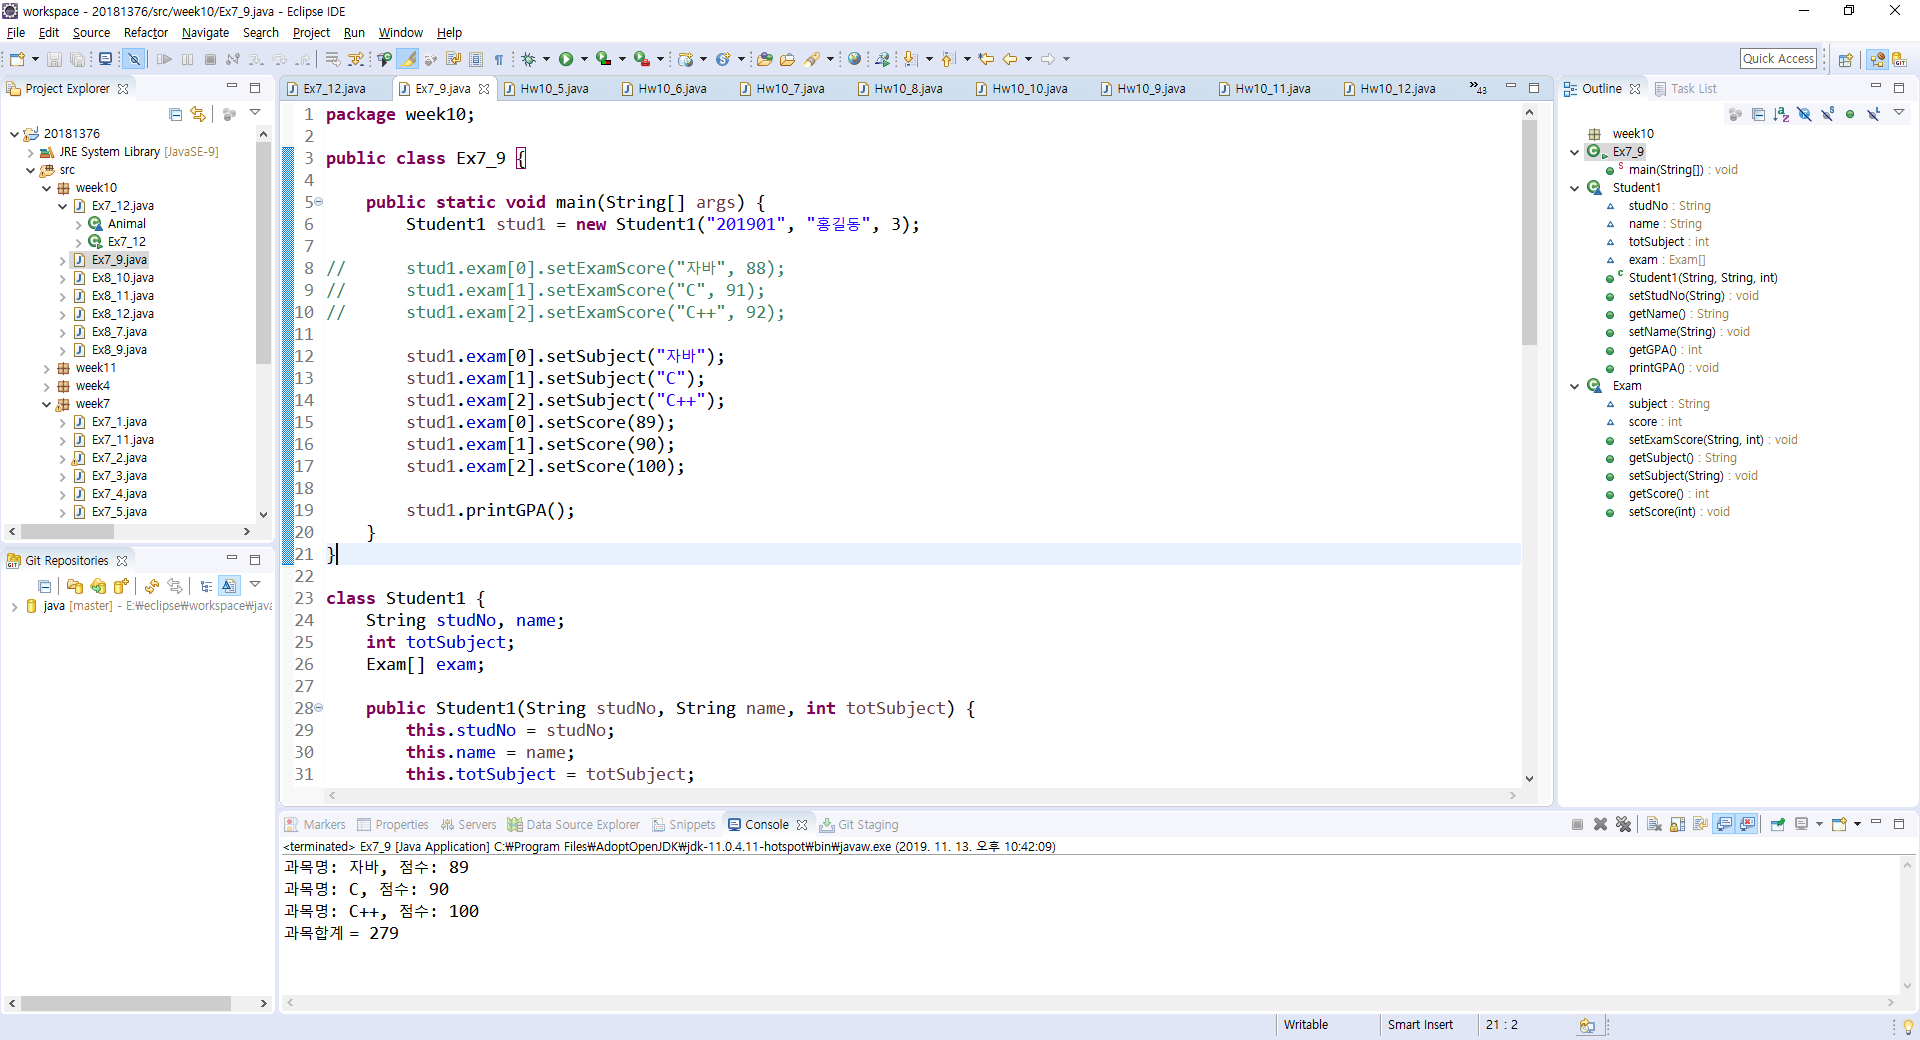 workspace - 20181376/src/week10/Ex7_9.java - Eclipse IDE
File Edit Source Refactor Navigate Search Project Run Window Help
Quick Access
Project Explorer
20181376
JRE System Library [JavaSE-9]
src
week10
Ex7_12.java
Animal
Ex7_12
Ex7_9.java
Ex8_10.java
Ex8_11.java
Ex8_12.java
Ex8_7.java
Ex8_9.java
week11
week4
week7
Ex7_1.java
Ex7_11.java
Ex7_2.java
Ex7_3.java
Ex7_4.java
Ex7_5.java
Git Repositories
java [master] - E:￦eclipse￦workspace￦java
Ex7_12.java Ex7_9.java Hw10_5.java Hw10_6.java Hw10_7.java Hw10_8.java Hw10_10.java Hw10_9.java Hw10_11.java Hw10_12.java »43
1 package week10;
2
3 public class Ex7_9 {
4
5 public static void main(String[] args) {
6 Student1 stud1 = new Student1("201901", "홍길동", 3);
7
8 // stud1.exam[0].setExamScore("자바", 88);
9 // stud1.exam[1].setExamScore("C", 91);
10 // stud1.exam[2].setExamScore("C++", 92);
11
12 stud1.exam[0].setSubject("자바");
13 stud1.exam[1].setSubject("C");
14 stud1.exam[2].setSubject("C++");
15 stud1.exam[0].setScore(89);
16 stud1.exam[1].setScore(90);
17 stud1.exam[2].setScore(100);
18
19 stud1.printGPA();
20 }
21 }
22
23 class Student1 {
24 String studNo, name;
25 int totSubject;
26 Exam[] exam;
27
28 public Student1(String studNo, String name, int totSubject) {
29 this.studNo = studNo;
30 this.name = name;
31 this.totSubject = totSubject;
Outline Task List
week10
Ex7_9
main(String[]) : void
Student1
studNo : String
name : String
totSubject : int
exam : Exam[]
Student1(String, String, int)
setStudNo(String) : void
getName() : String
setName(String) : void
getGPA() : int
printGPA() : void
Exam
subject : String
score : int
setExamScore(String, int) : void
getSubject() : String
setSubject(String) : void
getScore() : int
setScore(int) : void
Markers Properties Servers Data Source Explorer Snippets Console Git Staging
<terminated> Ex7_9 [Java Application] C:￦Program Files￦AdoptOpenJDK￦jdk-11.0.4.11-hotspot￦bin￦javaw.exe (2019. 11. 13. 오후 10:42:09)
과목명: 자바, 점수: 89
과목명: C, 점수: 90
과목명: C++, 점수: 100
과목합계 = 279
Writable Smart Insert 21 : 2